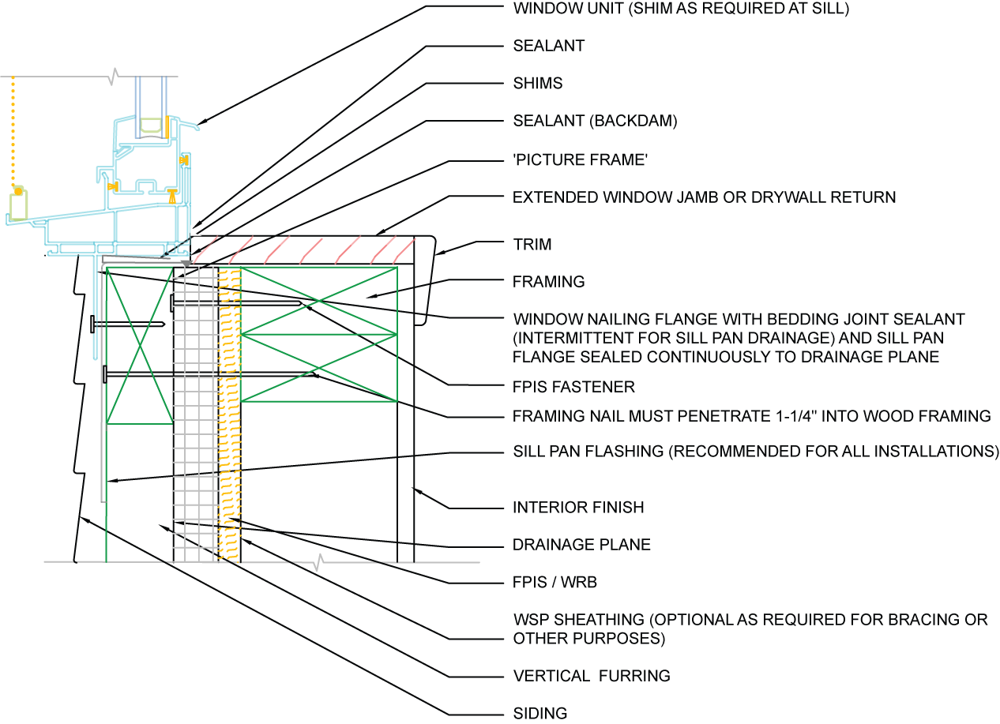 WINDOW UNIT (SHIM AS REQUIRED AT SILL)
SEALANT
SHIMS
SEALANT (BACKDAM)
'PICTURE FRAME'
EXTENDED WINDOW JAMB OR DRYWALL RETURN
TRIM
FRAMING
WINDOW NAILING FLANGE WITH BEDDING JOINT SEALANT
(INTERMITTENT FOR SILL PAN DRAINAGE) AND SILL PAN
FLANGE SEALED CONTINUOUSLY TO DRAINAGE PLANE
FPIS FASTENER
FRAMING NAIL MUST PENETRATE 1-1/4" INTO WOOD FRAMING
SILL PAN FLASHING (RECOMMENDED FOR ALL INSTALLATIONS)
INTERIOR FINISH
DRAINAGE PLANE
FPIS / WRB
WSP SHEATHING (OPTIONAL AS REQUIRED FOR BRACING OR
OTHER PURPOSES)
VERTICAL FURRING
SIDING